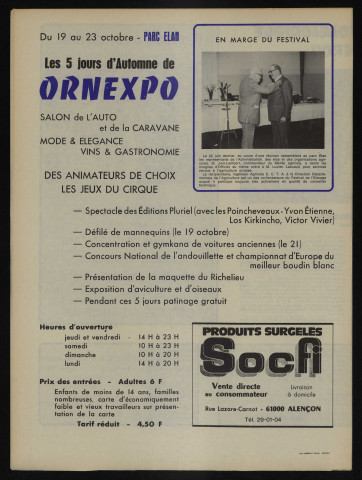 Du 19 au 23 octobre - PARC ELAN
Les 5 jours d'Automne de
ORNEXPO
SALON de L'AUTO
et de la CARAVANE
MODE & ELEGANCE
VINS & GASTRONOMIE
DES ANIMATEURS DE CHOIX
LES JEUX DU CIRQUE
EN MARGE DU FESTIVAL
— Spectacle des Éditions Pluriel (avec les Poinchevaux - Yvon Étienne,
Los Kirkincho, Victor Vivier)
— Défilé de mannequins (le 19 octobre)
— Concentration et gymkana de voitures anciennes (le 21)
— Concours National de l'andouillette et championnat d'Europe du
meilleur boudin blanc
— Présentation de la maquette du Richelieu
— Exposition d'aviculture et d'oiseaux
— Pendant ces 5 jours patinage gratuit
Heures d'ouverture
jeudi et vendredi - 14 H à 23 H
samedi - 10 H à 23 H
dimanche - 10 H à 20 H
lundi - 14 H à 20 H
Prix des entrées - Adultes 6 F
Enfants de moins de 14 ans, familles
nombreuses, carte d'économiquement
faible et vieux travailleurs sur présen-
tation de la carte
Tarif réduit - 4,50 F
PRODUITS SURGELES
Socfi
Vente directe
au consommateur
Livraison
à domicile
Rue Lazare-Carnot - 61000 ALENÇON
Tél. 29-01-04